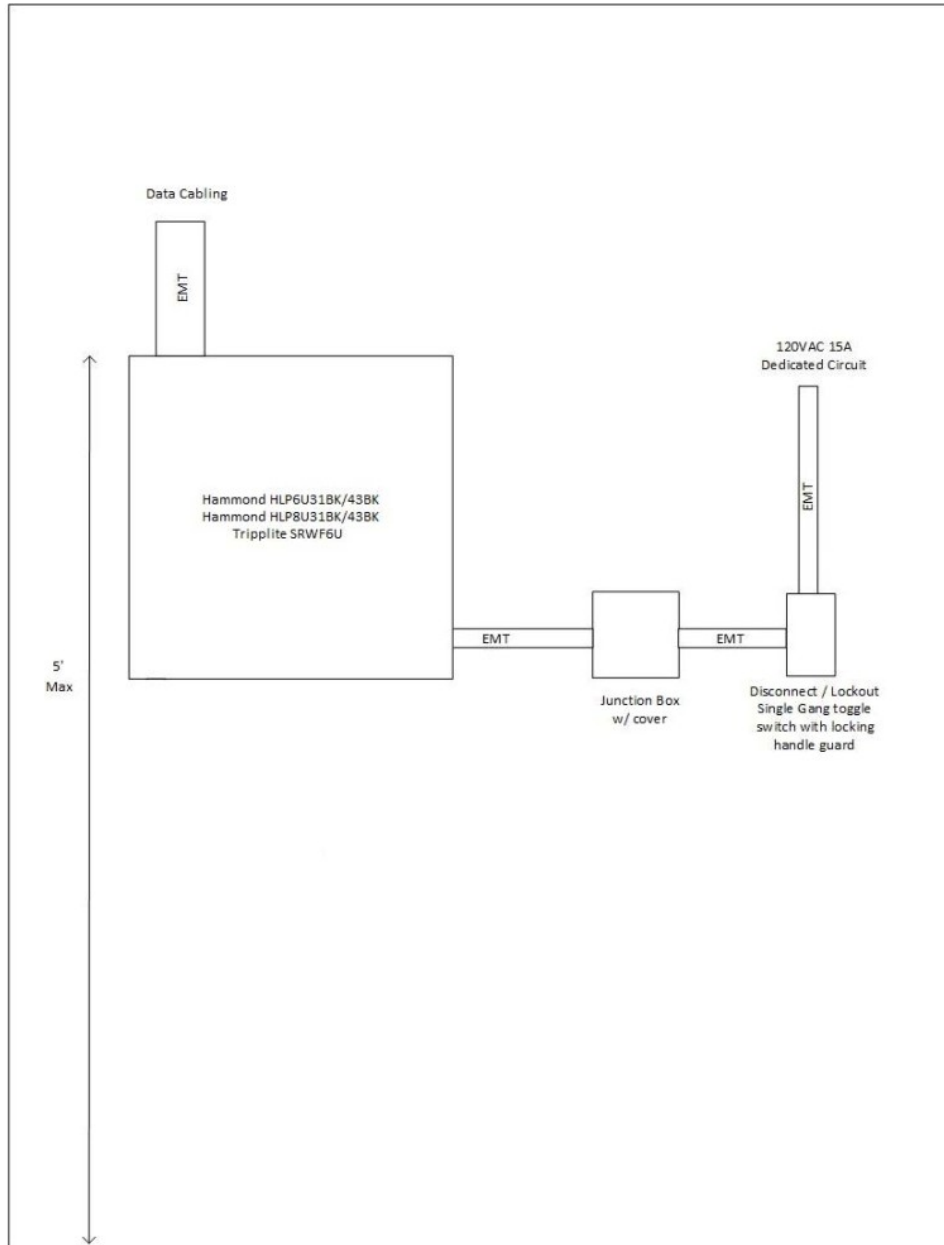 Data Cabling
EMT
120VAC 15A
Dedicated Circuit
EMT
Hammond HLP6U31BK/43BK
Hammond HLP8U31BK/43BK
Tripplite SRWF6U
EMT
EMT
5'
Max
Junction Box
w/ cover
Disconnect / Lockout
Single Gang toggle
switch with locking
handle guard